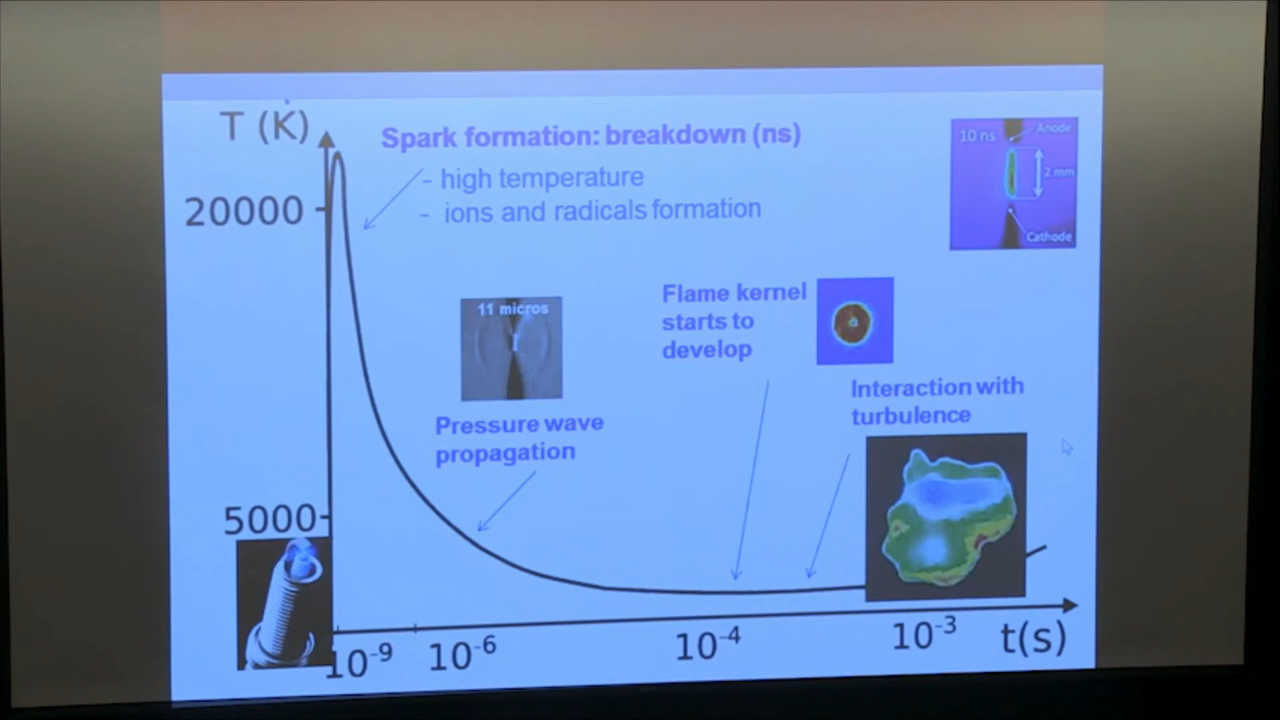 T (K)
Spark formation: breakdown (ns)
- high temperature
- ions and radicals formation
20000
10 ns
Anode
2 mm
Cathode
11 micros
Flame kernel
starts to
develop
Interaction with
turbulence
Pressure wave
propagation
5000
10⁻⁹
10⁻⁶
10⁻⁴
10⁻³
t(s)